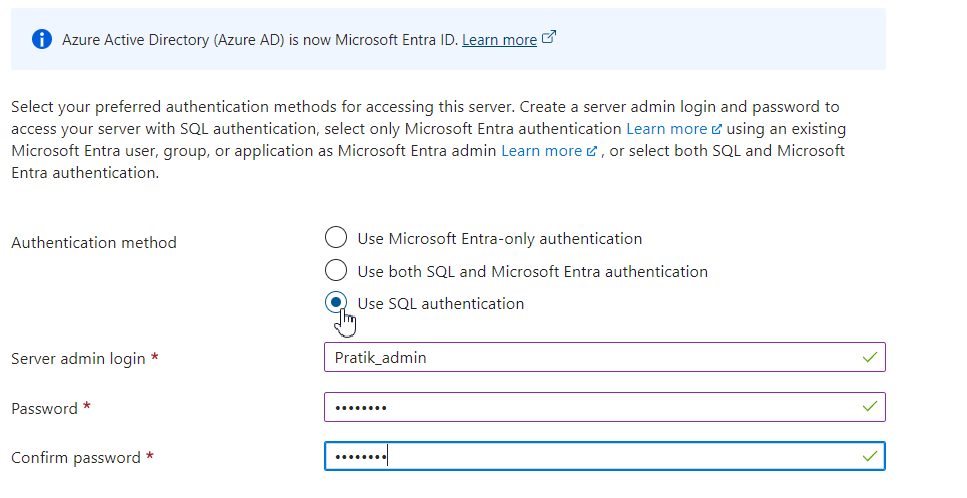 Azure Active Directory (Azure AD) is now Microsoft Entra ID. Learn more
Select your preferred authentication methods for accessing this server. Create a server admin login and password to
access your server with SQL authentication, select only Microsoft Entra authentication Learn more using an existing
Microsoft Entra user, group, or application as Microsoft Entra admin Learn more , or select both SQL and Microsoft
Entra authentication.
Authentication method
Use Microsoft Entra-only authentication
Use both SQL and Microsoft Entra authentication
Use SQL authentication
Server admin login *
Pratik_admin
Password *
••••••••
Confirm password *
••••••••